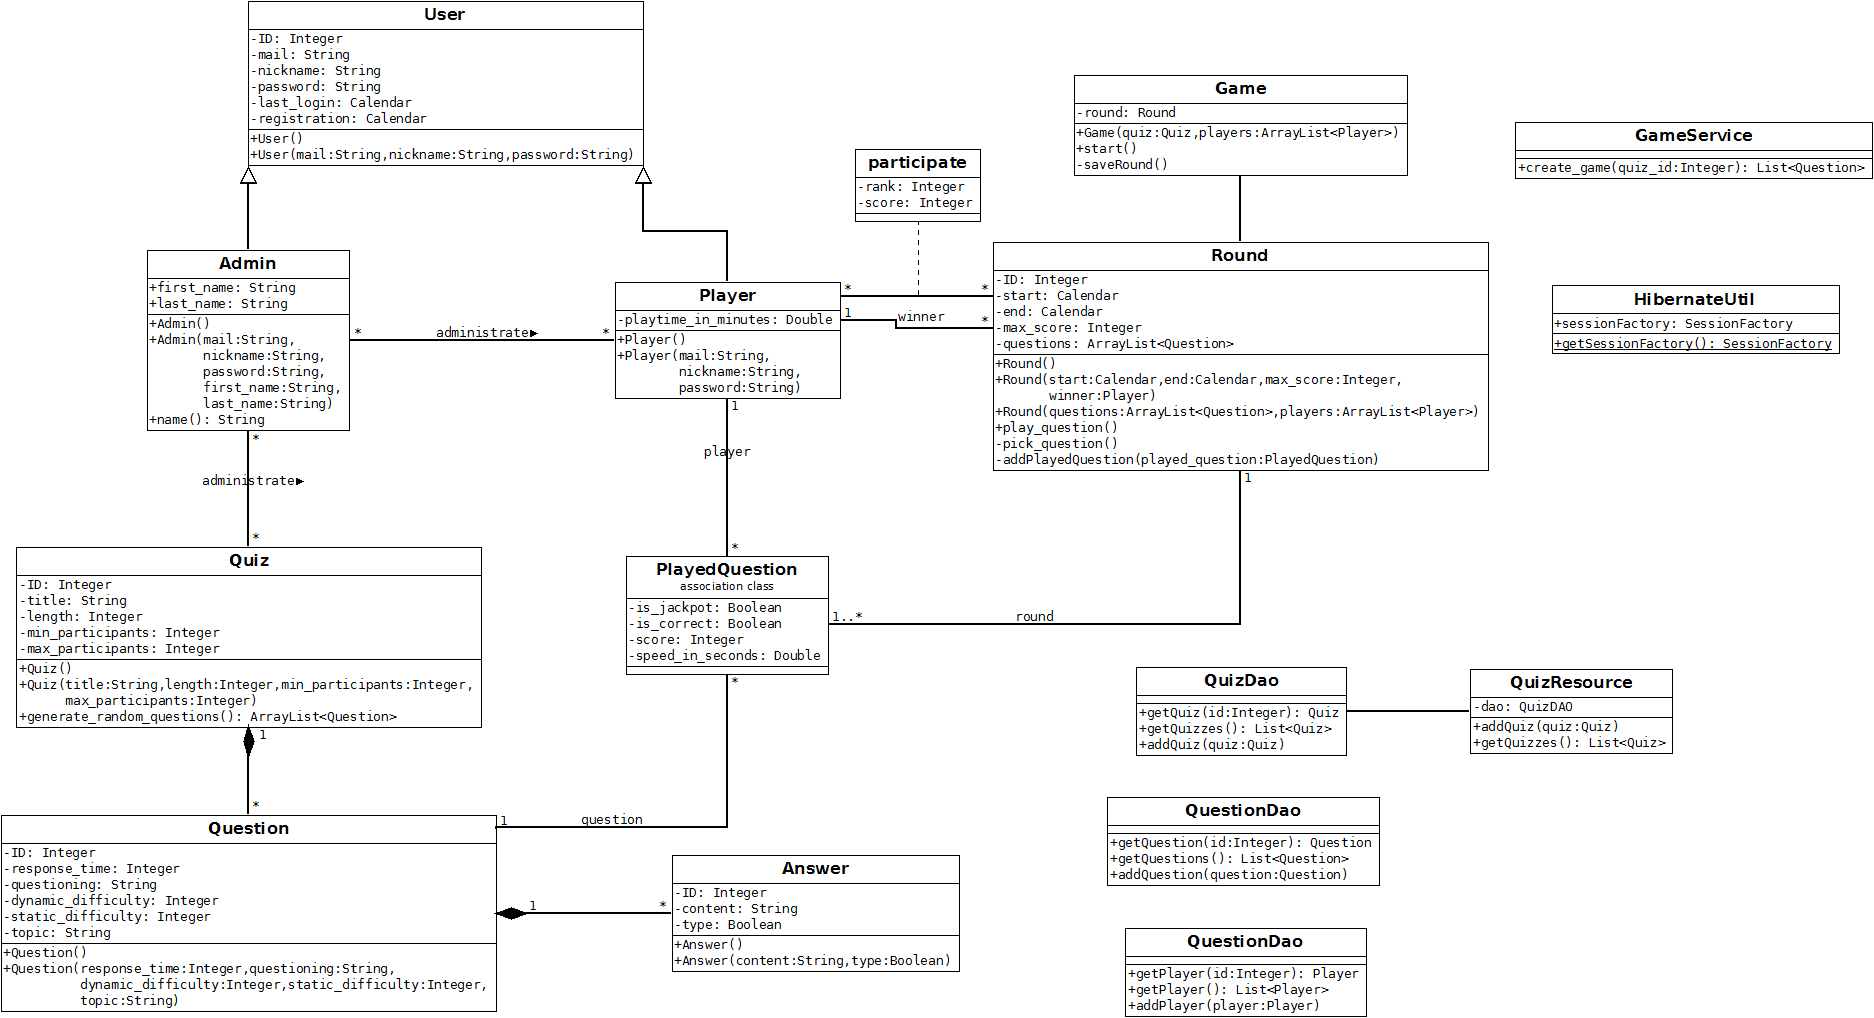 User
-ID: Integer
-mail: String
-nickname: String
-password: String
-last_login: Calendar
-registration: Calendar
+User()
+User(mail:String,nickname:String,password:String)
Game
-round: Round
+Game(quiz:Quiz,players:ArrayList<Player>)
+start()
-saveRound()
GameService
+create_game(quiz_id:Integer): List<Question>
participate
-rank: Integer
-score: Integer
Admin
+first_name: String
+last_name: String
+Admin()
+Admin(mail:String,
nickname:String,
password:String,
first_name:String,
last_name:String)
+name(): String
*
administrate►
*
Player
-playtime_in_minutes: Double
+Player()
+Player(mail:String,
nickname:String,
password:String)
*
*
1
winner
*
Round
-ID: Integer
-start: Calendar
-end: Calendar
-max_score: Integer
-questions: ArrayList<Question>
+Round()
+Round(start:Calendar,end:Calendar,max_score:Integer,
winner:Player)
+Round(questions:ArrayList<Question>,players:ArrayList<Player>)
+play_question()
-pick_question()
-addPlayedQuestion(played_question:PlayedQuestion)
HibernateUtil
+sessionFactory: SessionFactory
+getSessionFactory(): SessionFactory
*
administrate►
*
1
player
*
1
round
1..*
Quiz
-ID: Integer
-title: String
-length: Integer
-min_participants: Integer
-max_participants: Integer
+Quiz()
+Quiz(title:String,length:Integer,min_participants:Integer,
max_participants:Integer)
+generate_random_questions(): ArrayList<Question>
PlayedQuestion
association class
-is_jackpot: Boolean
-is_correct: Boolean
-score: Integer
-speed_in_seconds: Double
*
QuizDao
+getQuiz(id:Integer): Quiz
+getQuizzes(): List<Quiz>
+addQuiz(quiz:Quiz)
QuizResource
-dao: QuizDAO
+addQuiz(quiz:Quiz)
+getQuizzes(): List<Quiz>
1
*
1
question
Question
-ID: Integer
-response_time: Integer
-questioning: String
-dynamic_difficulty: Integer
-static_difficulty: Integer
-topic: String
+Question()
+Question(response_time:Integer,questioning:String,
dynamic_difficulty:Integer,static_difficulty:Integer,
topic:String)
1
*
Answer
-ID: Integer
-content: String
-type: Boolean
+Answer()
+Answer(content:String,type:Boolean)
QuestionDao
+getQuestion(id:Integer): Question
+getQuestions(): List<Question>
+addQuestion(question:Question)
QuestionDao
+getPlayer(id:Integer): Player
+getPlayer(): List<Player>
+addPlayer(player:Player)